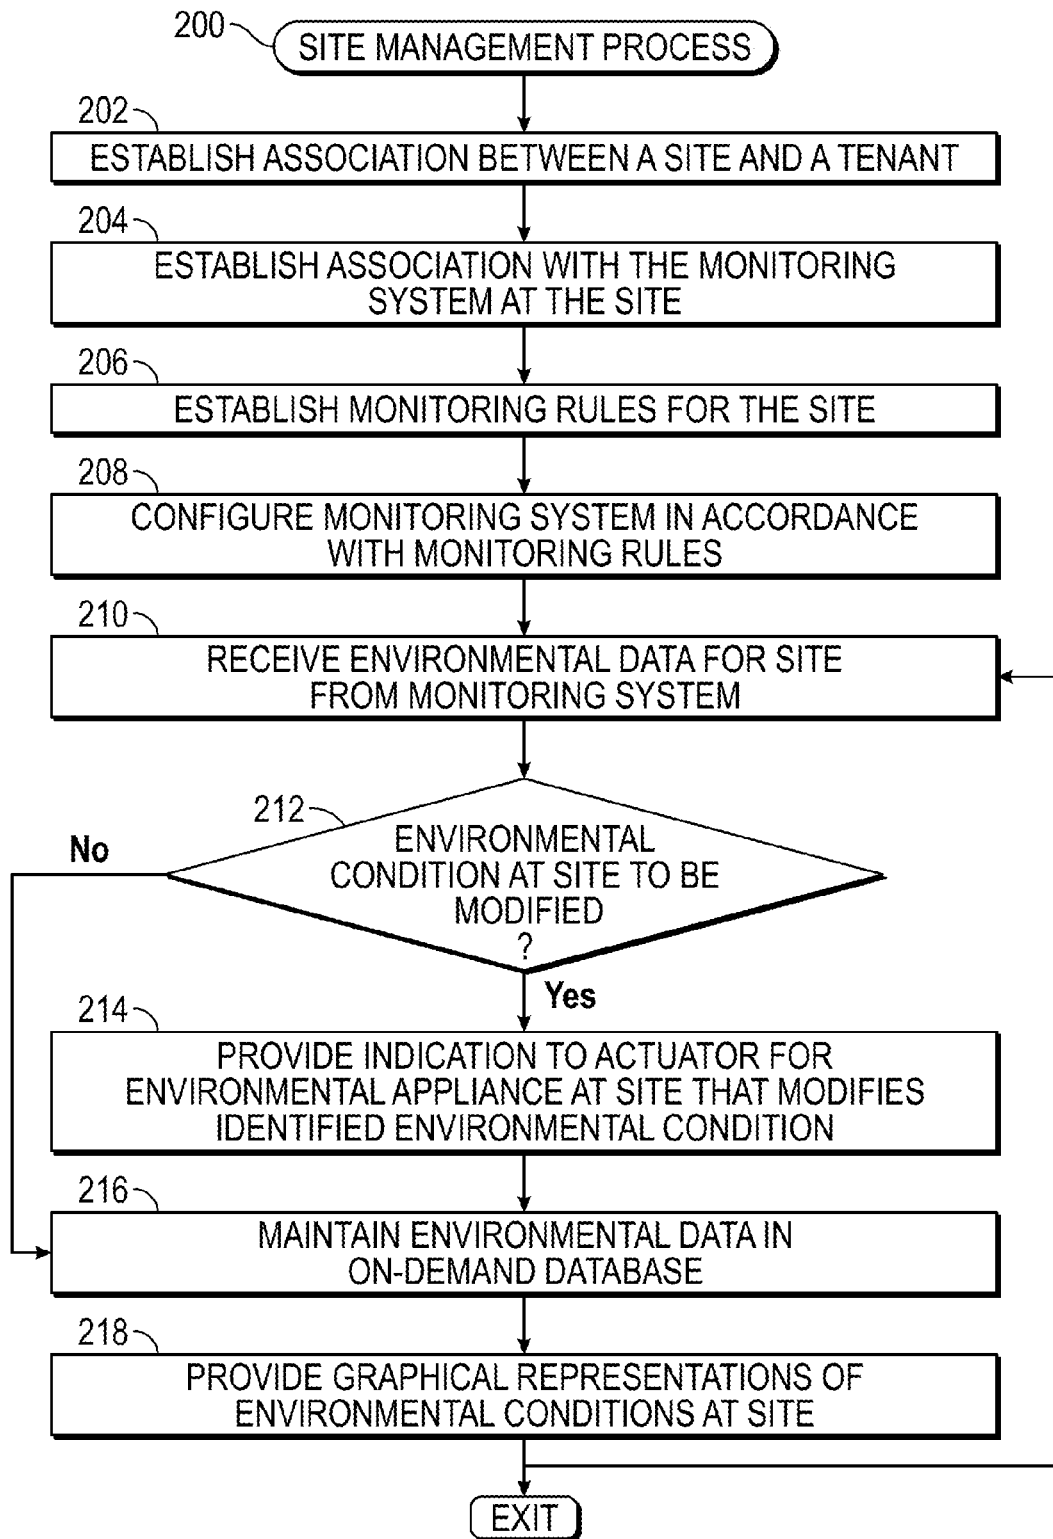 200
SITE MANAGEMENT PROCESS
202
ESTABLISH ASSOCIATION BETWEEN A SITE AND A TENANT
204
ESTABLISH ASSOCIATION WITH THE MONITORING
SYSTEM AT THE SITE
206
ESTABLISH MONITORING RULES FOR THE SITE
208
CONFIGURE MONITORING SYSTEM IN ACCORDANCE
WITH MONITORING RULES
210
RECEIVE ENVIRONMENTAL DATA FOR SITE
FROM MONITORING SYSTEM
212
ENVIRONMENTAL
CONDITION AT SITE TO BE
MODIFIED
?
No
Yes
214
PROVIDE INDICATION TO ACTUATOR FOR
ENVIRONMENTAL APPLIANCE AT SITE THAT MODIFIES
IDENTIFIED ENVIRONMENTAL CONDITION
216
MAINTAIN ENVIRONMENTAL DATA IN
ON-DEMAND DATABASE
218
PROVIDE GRAPHICAL REPRESENTATIONS OF
ENVIRONMENTAL CONDITIONS AT SITE
EXIT